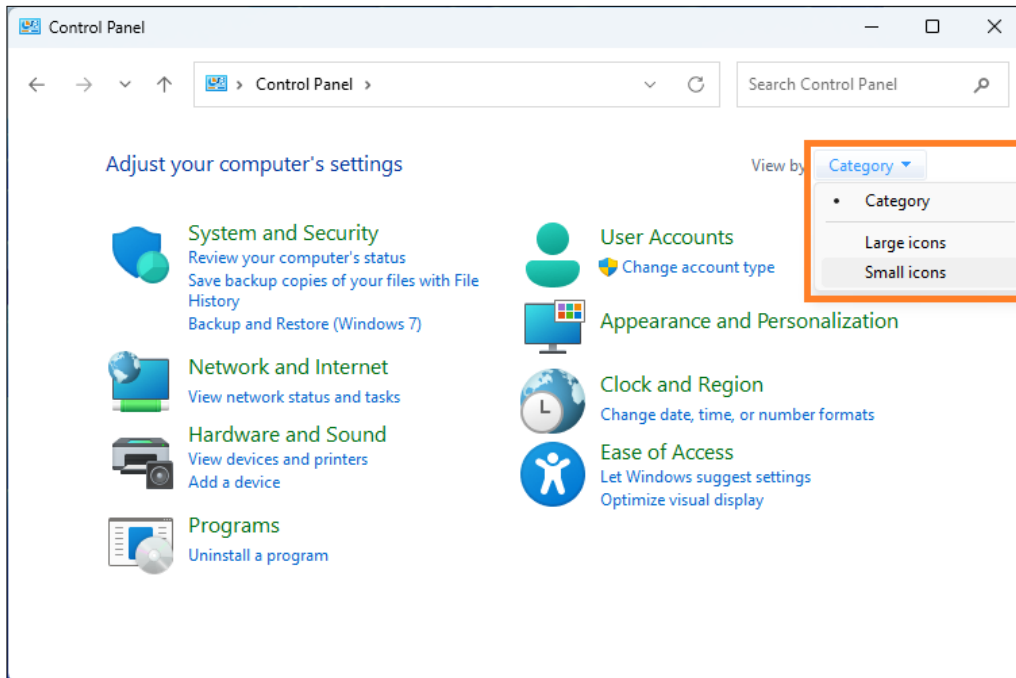 Control Panel
Control Panel
Search Control Panel
Adjust your computer's settings
View by
Category
Category
Large icons
Small icons
System and Security
Review your computer's status
Save backup copies of your files with File
History
Backup and Restore (Windows 7)
Network and Internet
View network status and tasks
Hardware and Sound
View devices and printers
Add a device
Programs
Uninstall a program
User Accounts
Change account type
Appearance and Personalization
Clock and Region
Change date, time, or number formats
Ease of Access
Let Windows suggest settings
Optimize visual display